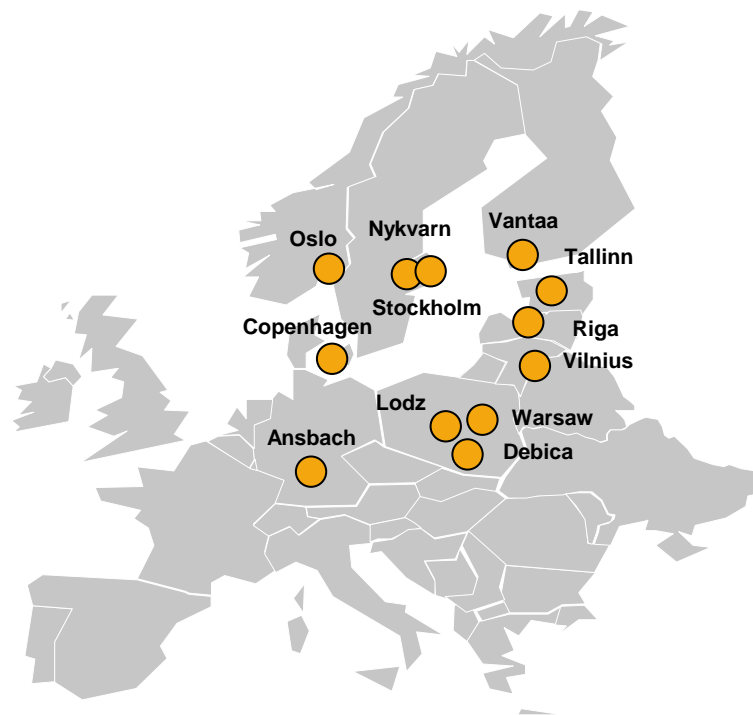 Vantaa
Nykvarn
Oslo
Tallinn
Stockholm
Copenhagen
Riga
Vilnius
Lodz
Warsaw
Ansbach
Debica